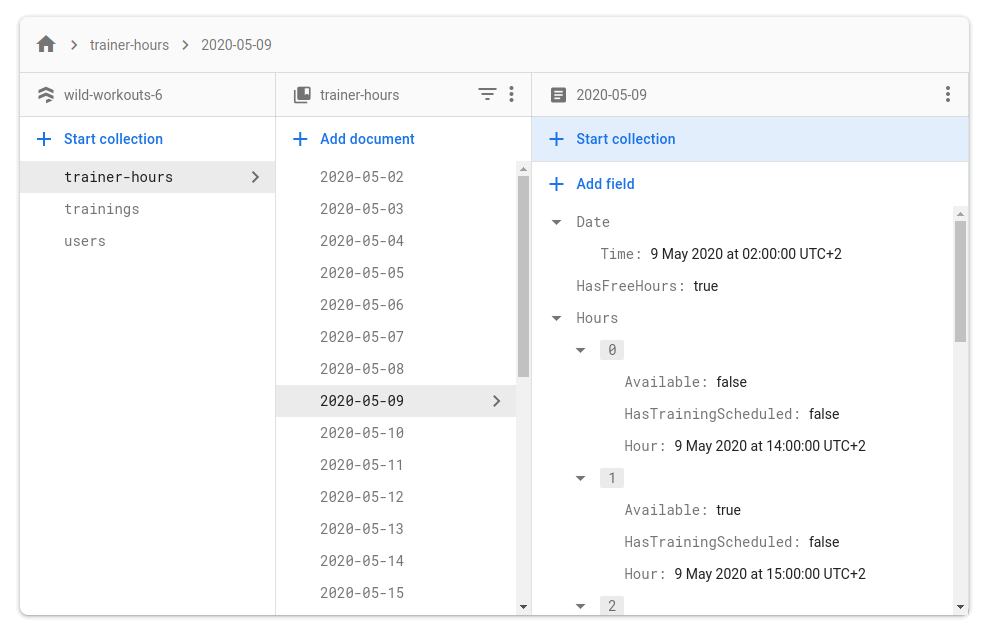 trainer-hours
2020-05-09
wild-workouts-6
Start collection
trainer-hours
trainings
users
trainer-hours
Add document
2020-05-02
2020-05-03
2020-05-04
2020-05-05
2020-05-06
2020-05-07
2020-05-08
2020-05-09
2020-05-10
2020-05-11
2020-05-12
2020-05-13
2020-05-14
2020-05-15
2020-05-09
Start collection
Add field
Date
Time: 9 May 2020 at 02:00:00 UTC+2
HasFreeHours: true
Hours
0
Available: false
HasTrainingScheduled: false
Hour: 9 May 2020 at 14:00:00 UTC+2
1
Available: true
HasTrainingScheduled: false
Hour: 9 May 2020 at 15:00:00 UTC+2
2